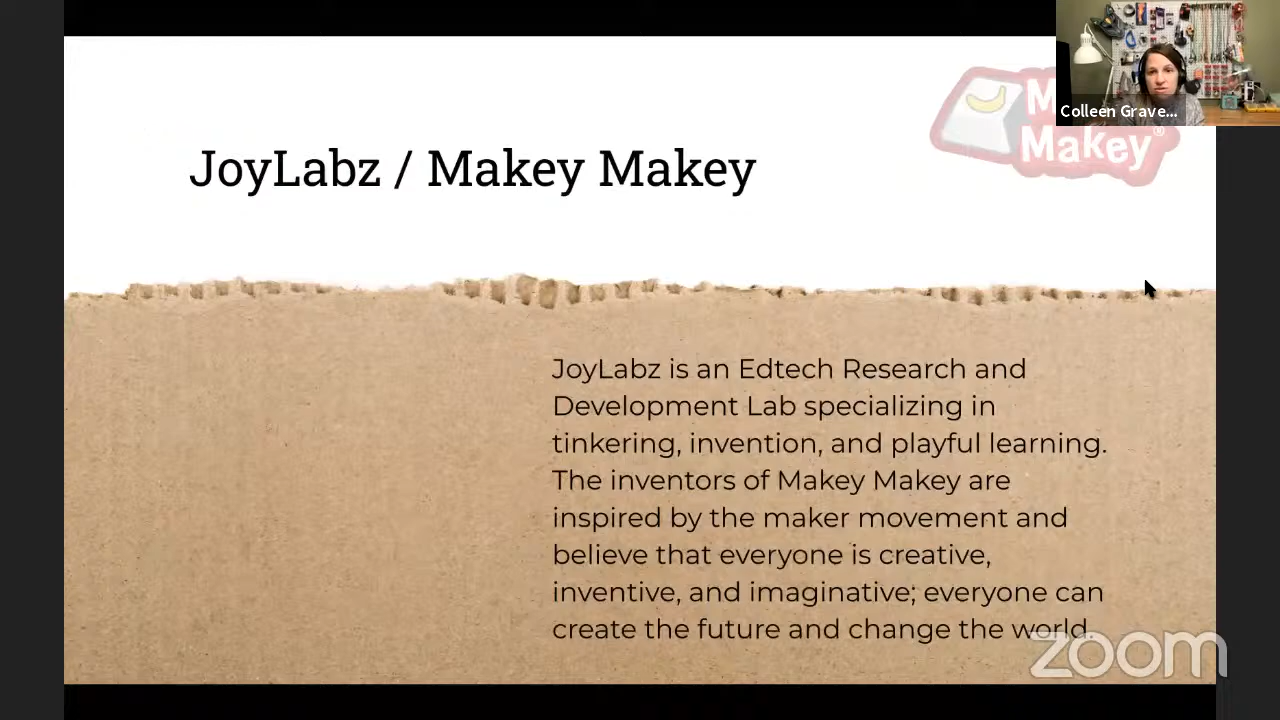 Colleen Grave...
Makey®
JoyLabz / Makey Makey
JoyLabz is an Edtech Research and
Development Lab specializing in
tinkering, invention, and playful learning.
The inventors of Makey Makey are
inspired by the maker movement and
believe that everyone is creative,
inventive, and imaginative; everyone can
create the future and change the world.
zoom